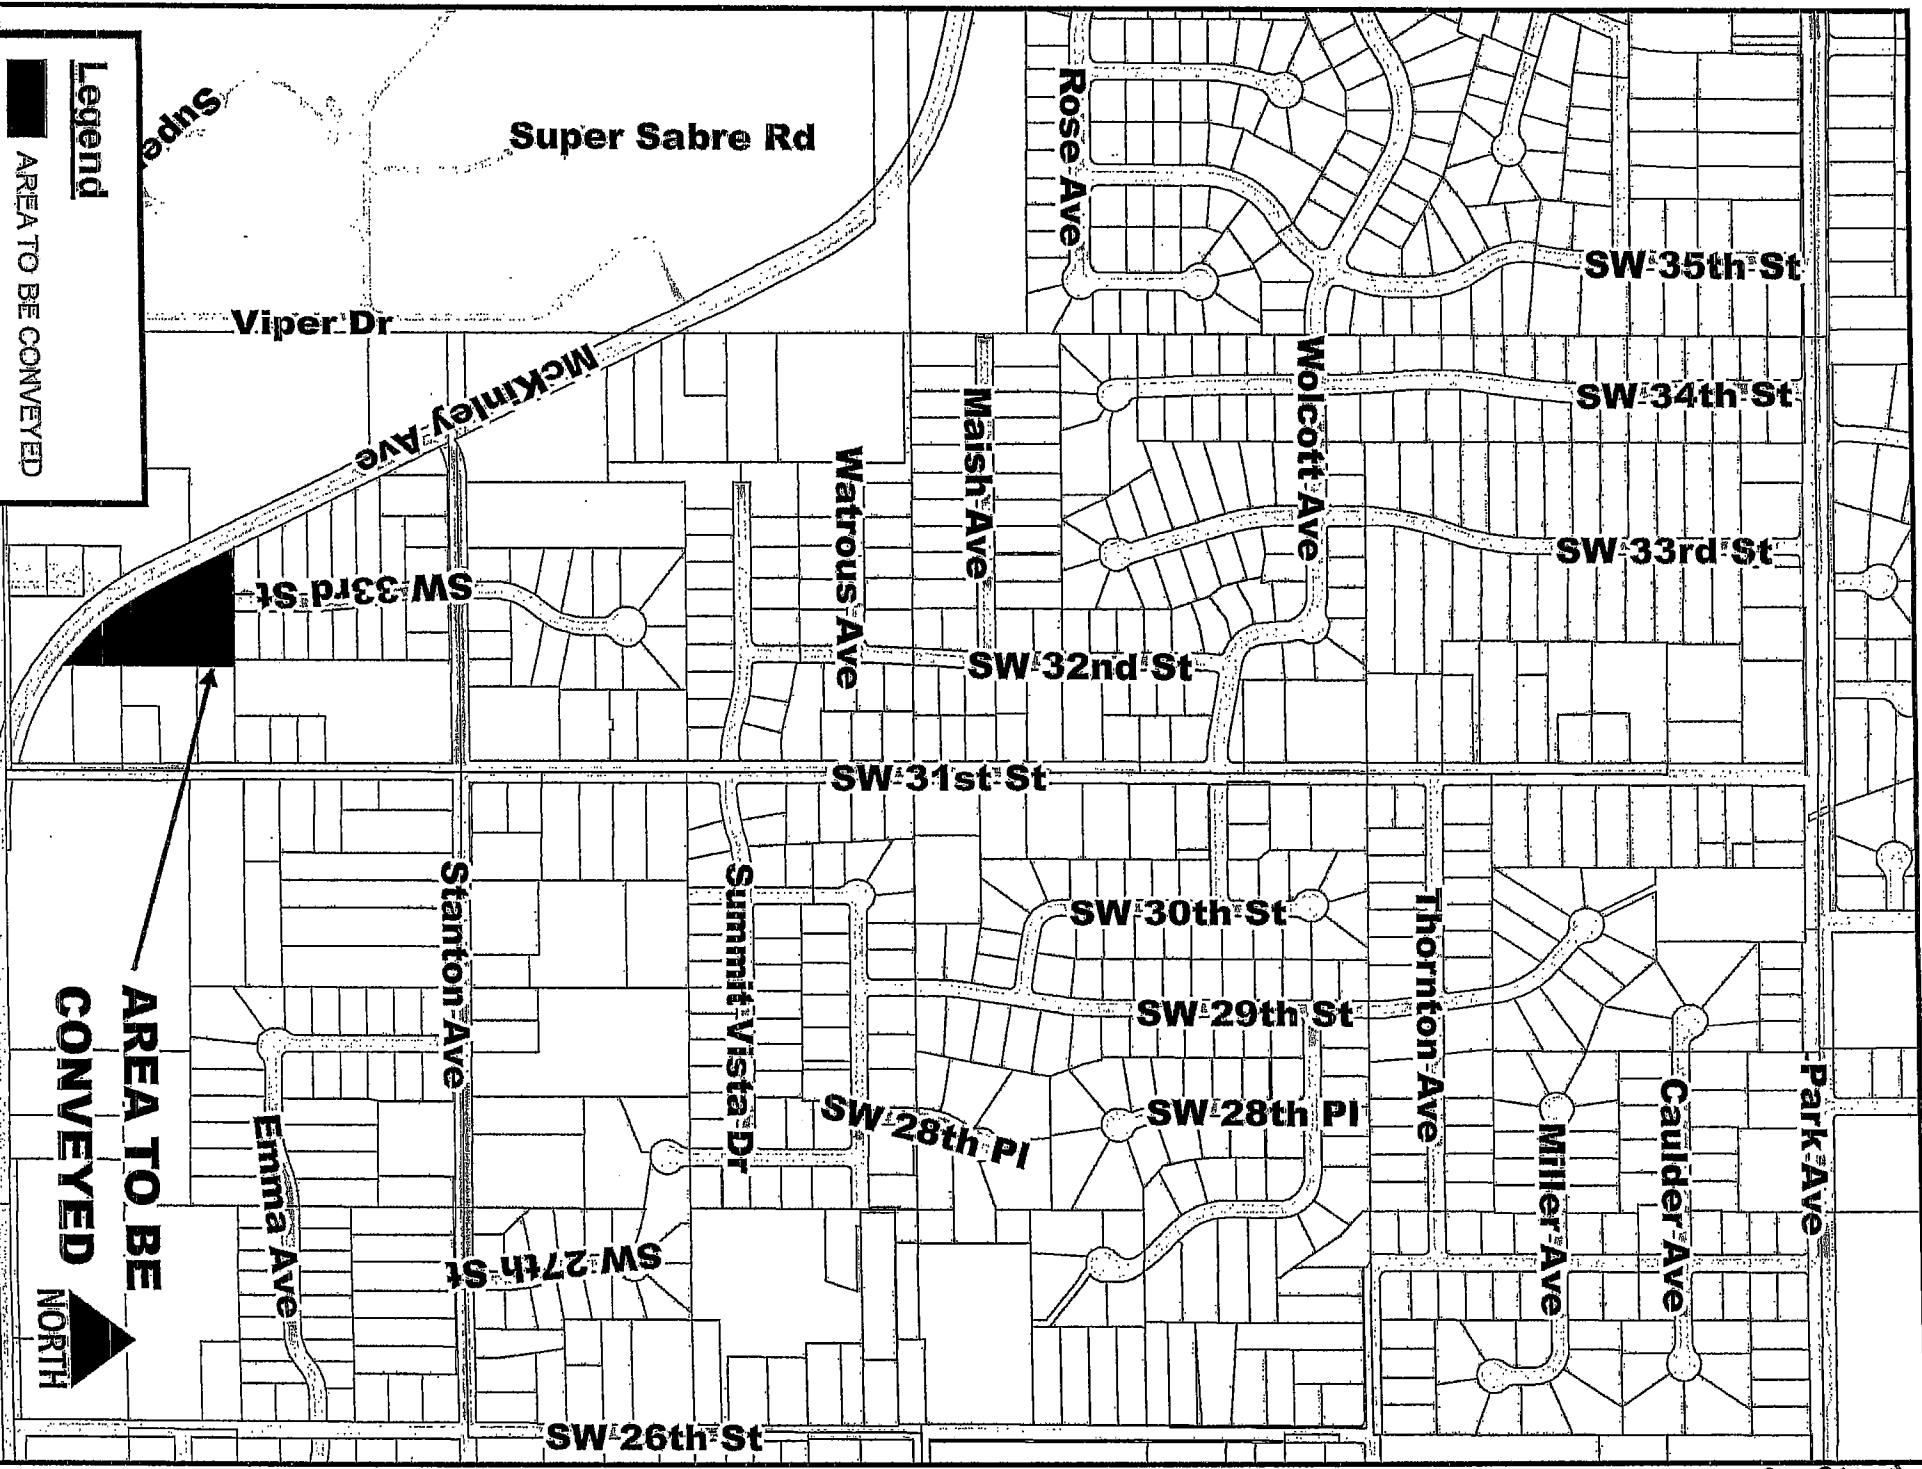 Legend
AREA TO BE CONVEYED
Supe
Super Sabre Rd
Viper Dr
McKinley Ave
Rose Ave
SW 35th St
SW 34th St
Wolcott Ave
Maish Ave
Watrous Ave
SW 33rd St
SW 33rd St
SW 32nd St
SW 31st St
Stanton Ave
Summit Vista Dr
SW 30th St
Thornton Ave
SW 29th St
SW 28th Pl
SW 28th Pl
Park Ave
Caulder Ave
Miller Ave
Emma Ave
SW 27th St
SW 26th St
AREA TO BE
CONVEYED
NORTH